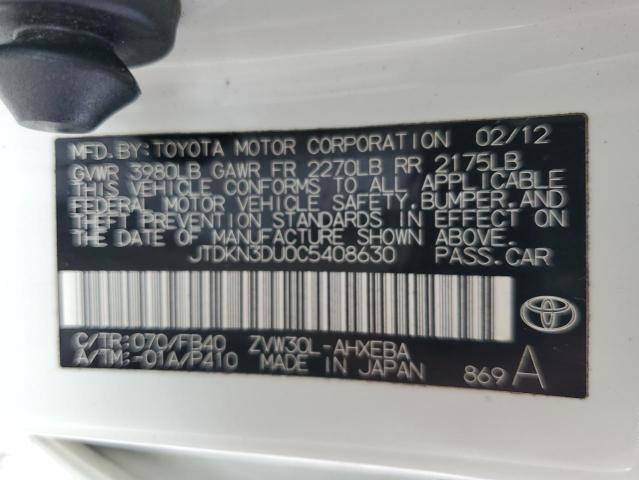 MFD.BY:TOYOTA MOTOR CORPORATION 02/12
GVWR 3980LB GAWR FR 2270LB RR 2175LB
THIS VEHICLE CONFORMS TO ALL APPLICABLE
FEDERAL MOTOR VEHICLE SAFETY,BUMPER,AND
THEFT PREVENTION STANDARDS IN EFFECT ON
THE DATE OF MANUFACTURE SHOWN ABOVE.
JTDKN3DU0C5408630 PASS.CAR
C/TR:070/FB40 ZVW30L-AHXEBA
A/TM:-01A/P410 MADE IN JAPAN
869 A